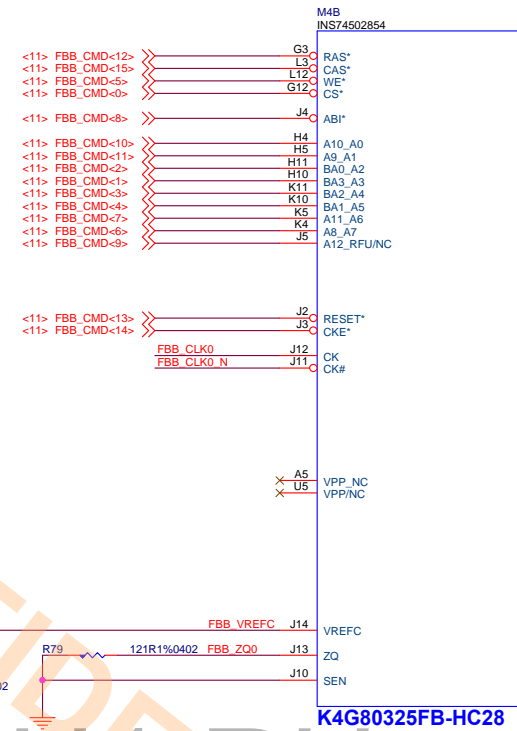 M4B
INS74502854
<11> FBB_CMD<12> G3 RAS*
<11> FBB_CMD<15> L3 CAS*
<11> FBB_CMD<5> L12 WE*
<11> FBB_CMD<0> G12 CS*
<11> FBB_CMD<8> J4 ABI*
<11> FBB_CMD<10> H4 A10_A0
<11> FBB_CMD<11> H5 A9_A1
<11> FBB_CMD<2> H11 BA0_A2
<11> FBB_CMD<1> H10 BA3_A3
<11> FBB_CMD<3> K11 BA2_A4
<11> FBB_CMD<4> K10 BA1_A5
<11> FBB_CMD<7> K5 A11_A6
<11> FBB_CMD<6> K4 A8_A7
<11> FBB_CMD<9> J5 A12_RFU/NC
<11> FBB_CMD<13> J2 RESET*
<11> FBB_CMD<14> J3 CKE*
FBB_CLK0 J12 CK
FBB_CLK0_N J11 CK#
A5 VPP_NC
U5 VPP/NC
FBB_VREFC J14 VREFC
R79 121R1%0402 FBB_ZQ0 J13 ZQ
J10 SEN
K4G80325FB-HC28